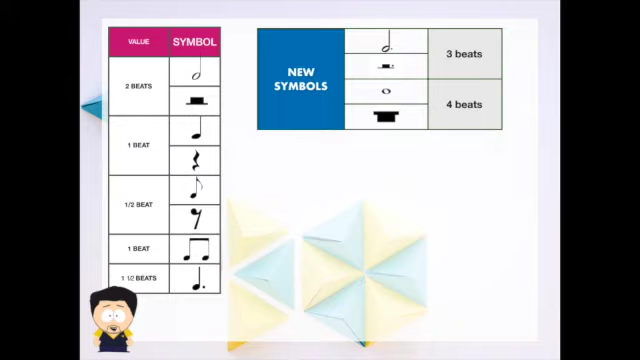 VALUE SYMBOL
2 BEATS
1 BEAT
1/2 BEAT
1 BEAT
1 1/2 BEATS
NEW
SYMBOLS
3 beats
4 beats